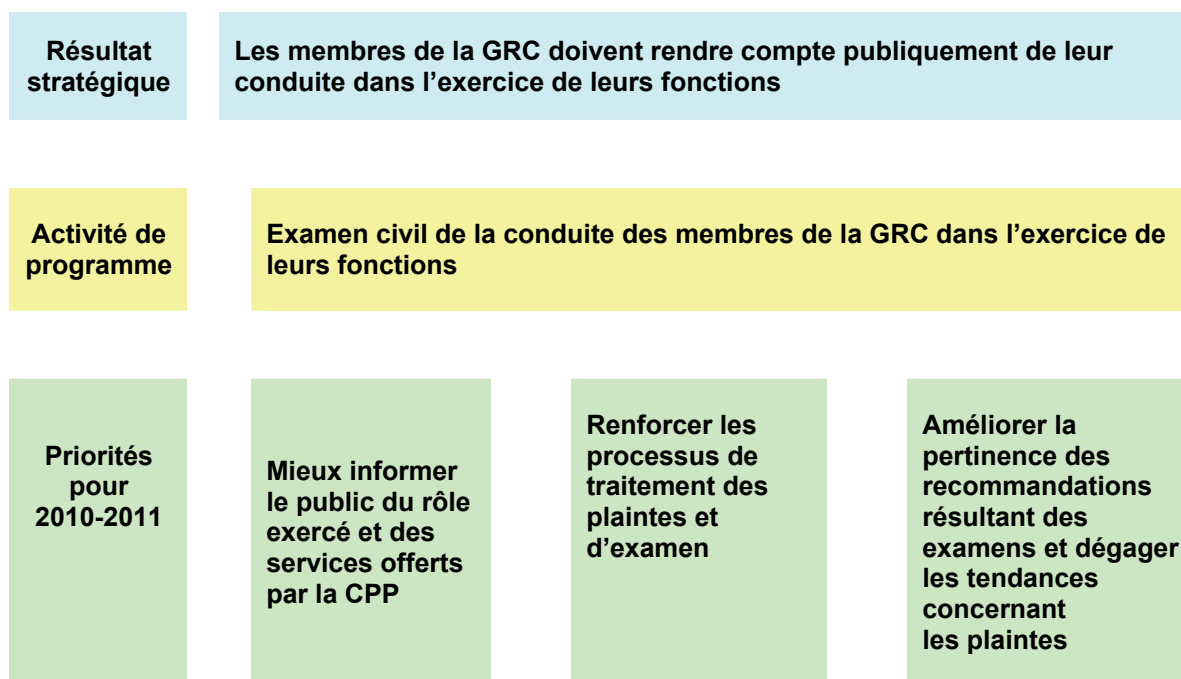 Résultat
stratégique
Les membres de la GRC doivent rendre compte publiquement de leur
conduite dans l’exercice de leurs fonctions
Activité de
programme
Examen civil de la conduite des membres de la GRC dans l’exercice de
leurs fonctions
Priorités
pour
2010-2011
Mieux informer
le public du rôle
exercé et des
services offerts
par la CPP
Renforcer les
processus de
traitement des
plaintes et
d’examen
Améliorer la
pertinence des
recommandations
résultant des
examens et dégager
les tendances
concernant
les plaintes